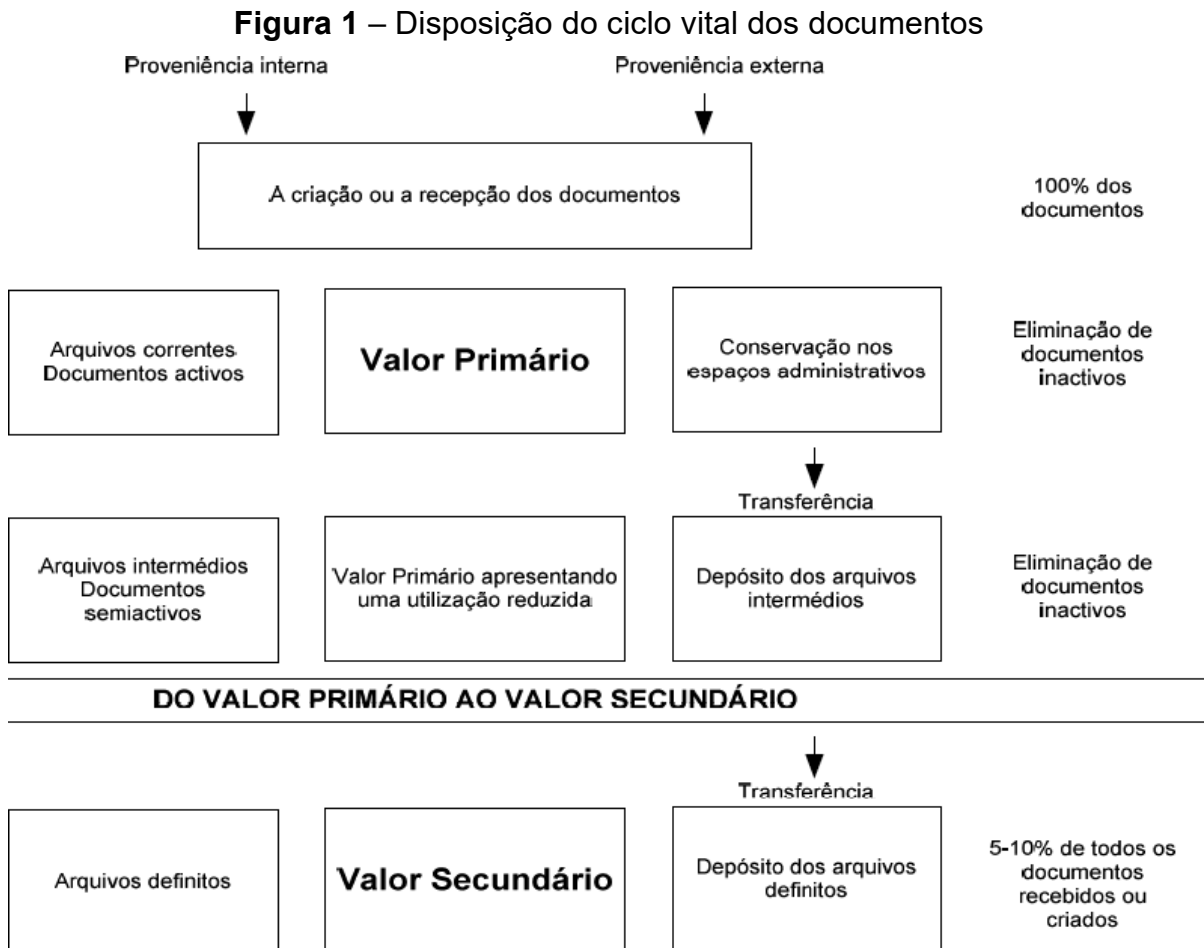 Figura 1 – Disposição do ciclo vital dos documentos
Proveniência interna
Proveniência externa
A criação ou a recepção dos documentos
100% dos
documentos
Arquivos correntes
Documentos activos
Valor Primário
Conservação nos
espaços administrativos
Eliminação de
documentos
inactivos
Transferência
Arquivos intermédios
Documentos
semiactivos
Valor Primário apresentando
uma utilização reduzida
Depósito dos arquivos
intermédios
Eliminação de
documentos
inactivos
DO VALOR PRIMÁRIO AO VALOR SECUNDÁRIO
Transferência
Arquivos definitos
Valor Secundário
Depósito dos arquivos
definitos
5-10% de todos os
documentos
recebidos ou
criados